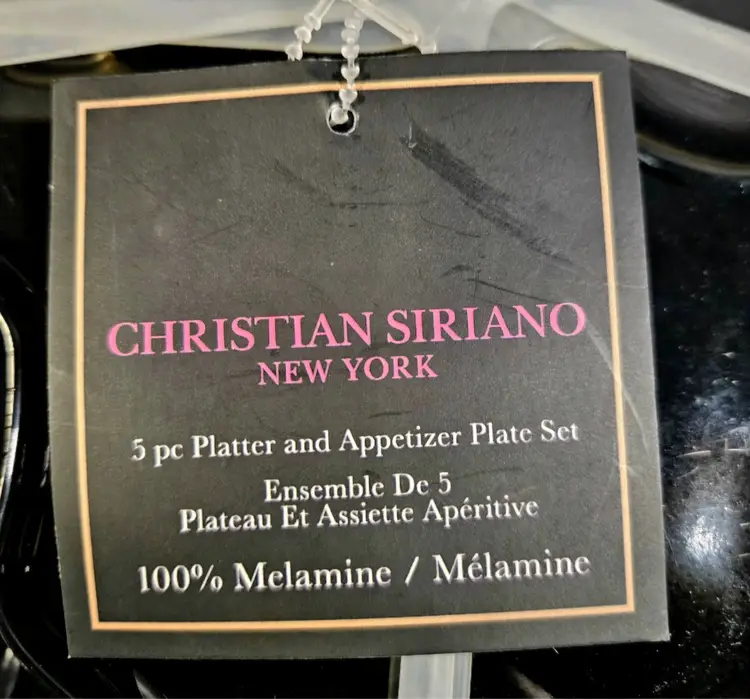 CHRISTIAN SIRIANO
NEW YORK
5 pc Platter and Appetizer Plate Set
Ensemble De 5
Plateau Et Assiette Apéritive
100% Melamine / Mélamine